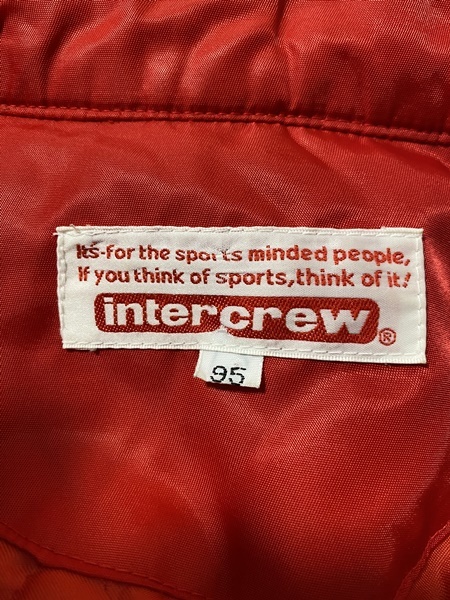 It's-for the sports minded people,
If you think of sports,think of it!
intercrew®
95